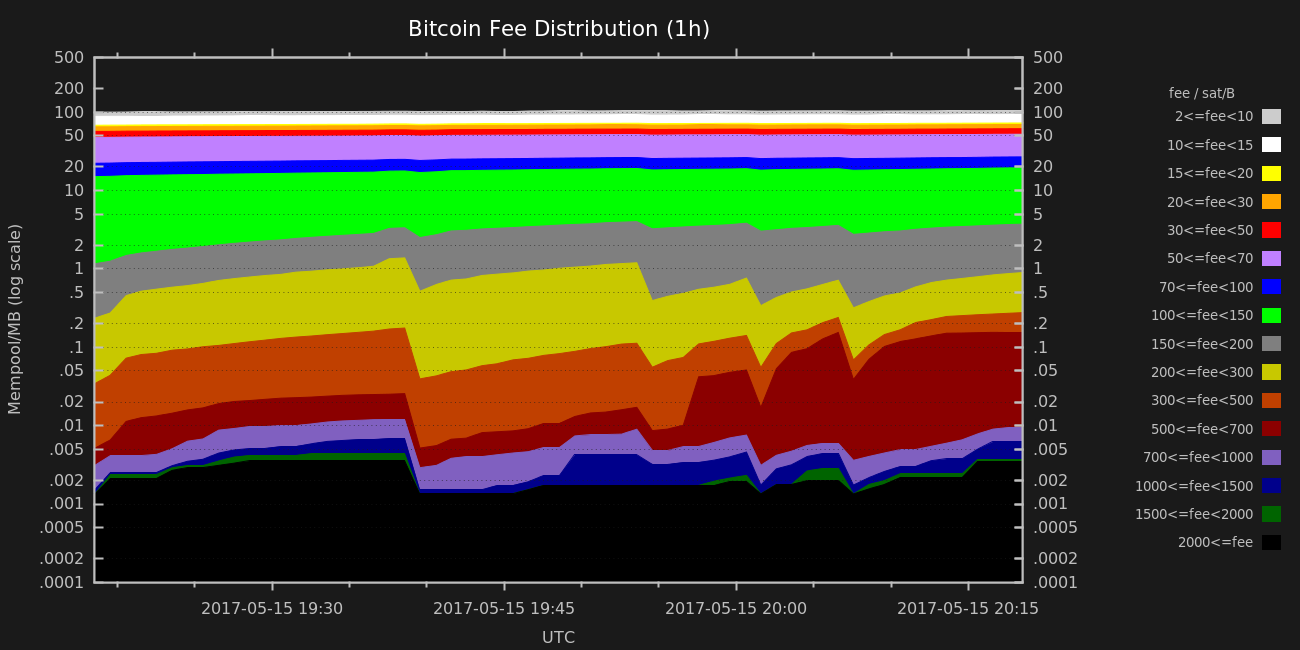 Bitcoin Fee Distribution (1h)
Mempool/MB (log scale)
500
200
100
50
20
10
5
2
1
.5
.2
.1
.05
.02
.01
.005
.002
.001
.0005
.0002
.0001
500
200
100
50
20
10
5
2
1
.5
.2
.1
.05
.02
.01
.005
.002
.001
.0005
.0002
.0001
2017-05-15 19:30
2017-05-15 19:45
2017-05-15 20:00
2017-05-15 20:15
UTC
fee / sat/B
2<=fee<10
10<=fee<15
15<=fee<20
20<=fee<30
30<=fee<50
50<=fee<70
70<=fee<100
100<=fee<150
150<=fee<200
200<=fee<300
300<=fee<500
500<=fee<700
700<=fee<1000
1000<=fee<1500
1500<=fee<2000
2000<=fee